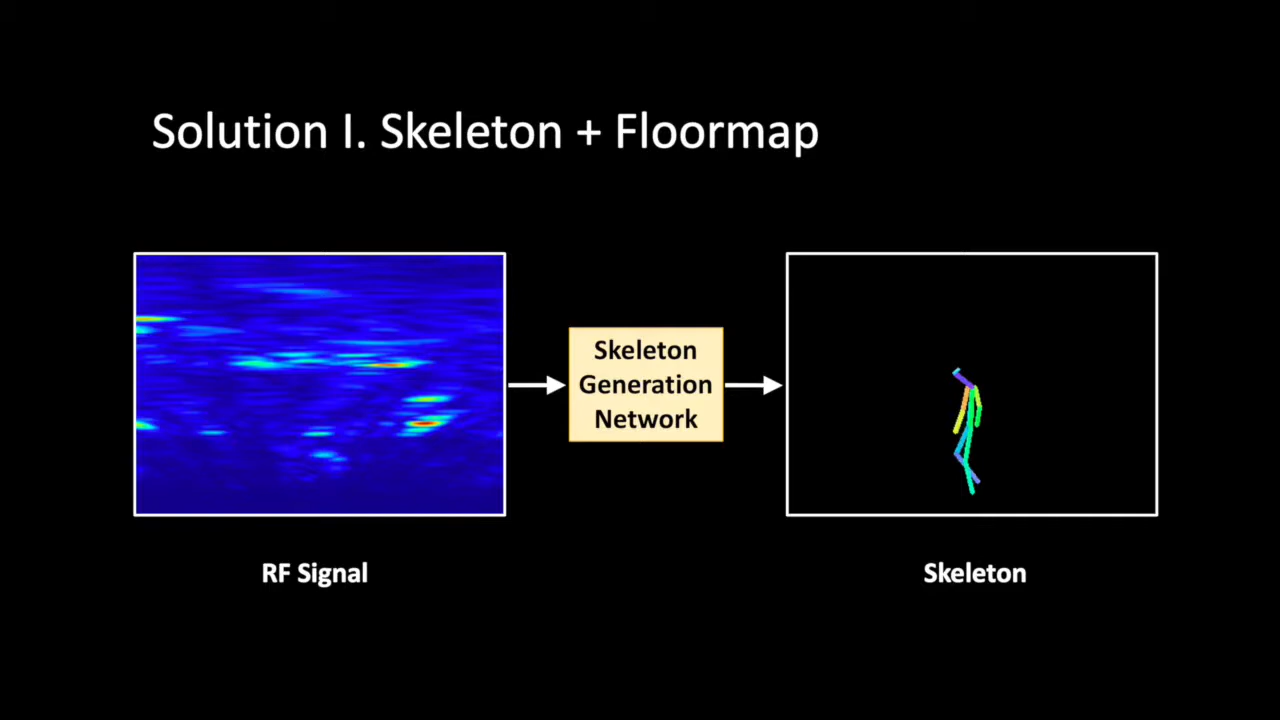 Solution I. Skeleton + Floormap
Skeleton
Generation
Network
RF Signal
Skeleton